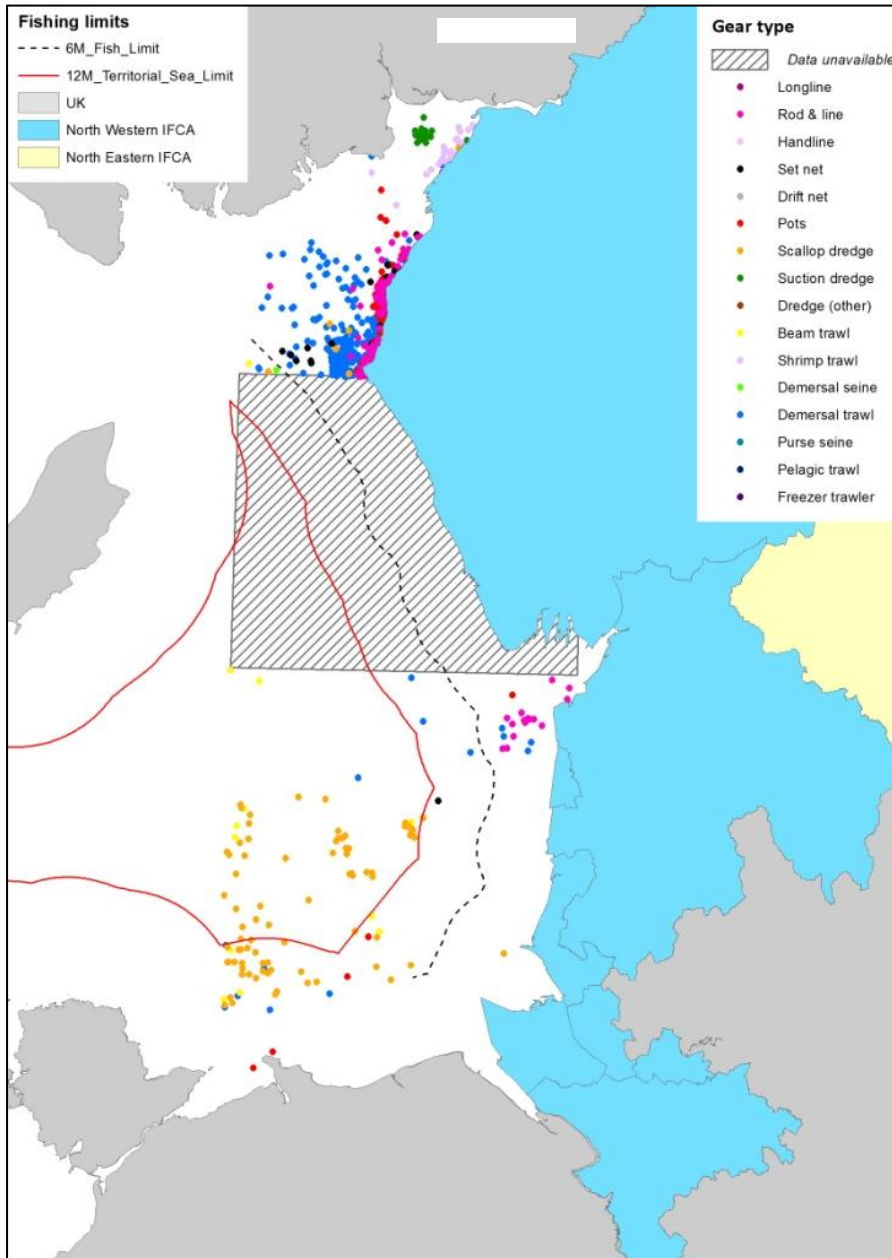 Fishing limits
6M_Fish_Limit
12M_Territorial_Sea_Limit
UK
North Western IFCA
North Eastern IFCA
Gear type
Data unavailable
Longline
Rod & line
Handline
Set net
Drift net
Pots
Scallop dredge
Suction dredge
Dredge (other)
Beam trawl
Shrimp trawl
Demersal seine
Demersal trawl
Purse seine
Pelagic trawl
Freezer trawler